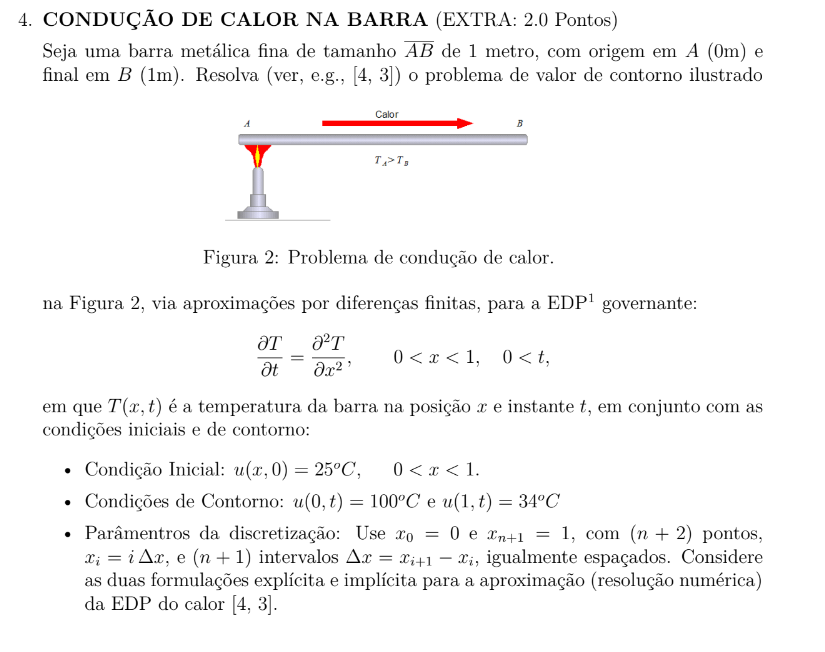 4. CONDUÇÃO DE CALOR NA BARRA (EXTRA: 2.0 Pontos)
Seja uma barra metálica fina de tamanho \overline{AB} de 1 metro, com origem em A (0m) e
final em B (1m). Resolva (ver, e.g., [4, 3]) o problema de valor de contorno ilustrado
Calor
A
B
T_A>T_B
Figura 2: Problema de condução de calor.
na Figura 2, via aproximações por diferenças finitas, para a EDP¹ governante:
∂T/∂t = ∂²T/∂x², 0 < x < 1, 0 < t,
em que T(x, t) é a temperatura da barra na posição x e instante t, em conjunto com as
condições iniciais e de contorno:
• Condição Inicial: u(x, 0) = 25ºC, 0 < x < 1.
• Condições de Contorno: u(0, t) = 100ºC e u(1, t) = 34ºC
• Parâmentros da discretização: Use x₀ = 0 e xₙ₊₁ = 1, com (n + 2) pontos,
xᵢ = i Δx, e (n + 1) intervalos Δx = xᵢ₊₁ − xᵢ, igualmente espaçados. Considere
as duas formulações explícita e implícita para a aproximação (resolução numérica)
da EDP do calor [4, 3].